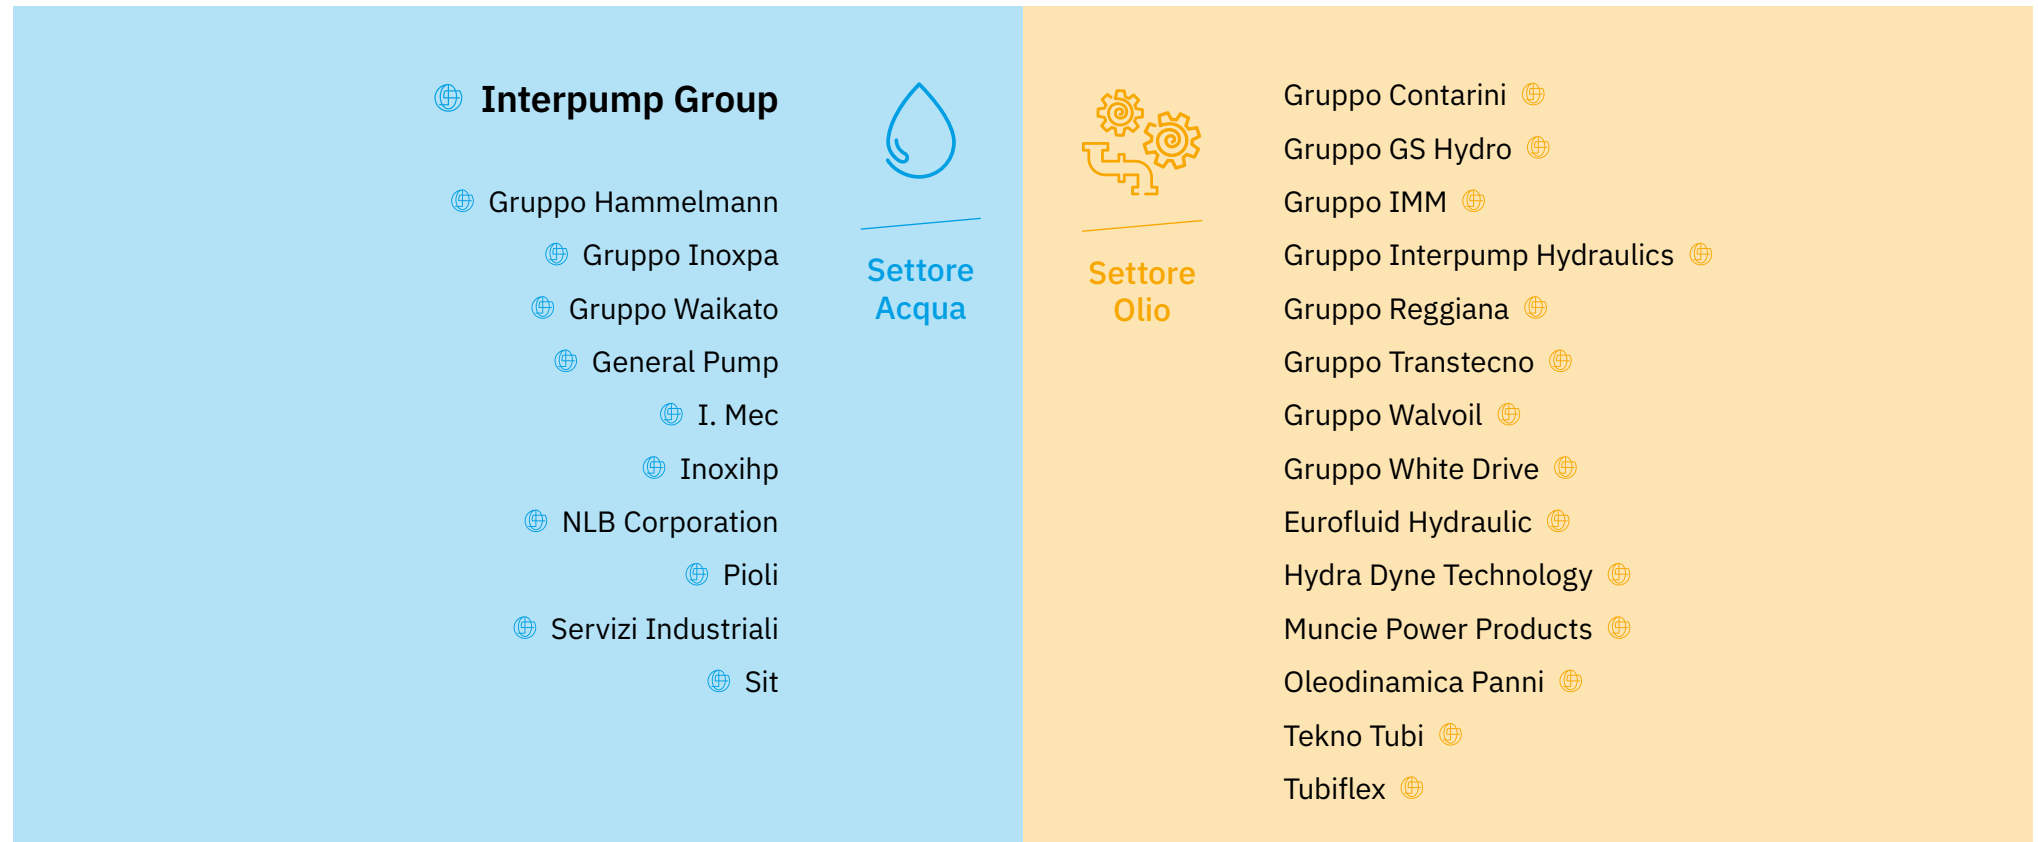 Interpump Group
Gruppo Hammelmann
Gruppo Inoxpa
Gruppo Waikato
General Pump
I. Mec
Inoxihp
NLB Corporation
Pioli
Servizi Industriali
Sit
Settore
Acqua
Settore
Olio
Gruppo Contarini
Gruppo GS Hydro
Gruppo IMM
Gruppo Interpump Hydraulics
Gruppo Reggiana
Gruppo Transtecno
Gruppo Walvoil
Gruppo White Drive
Eurofluid Hydraulic
Hydra Dyne Technology
Muncie Power Products
Oleodinamica Panni
Tekno Tubi
Tubiflex